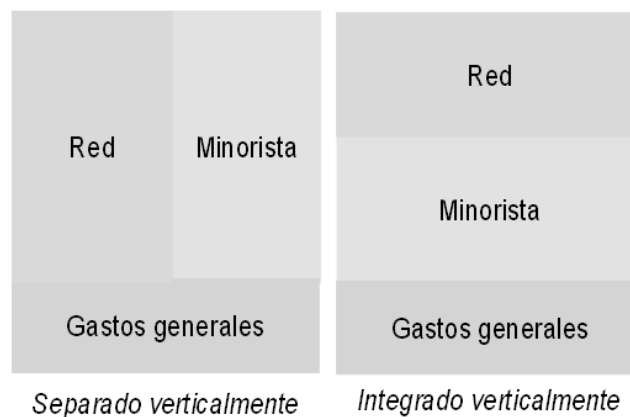 Red
Minorista
Gastos generales
Separado verticalmente
Red
Minorista
Gastos generales
Integrado verticalmente